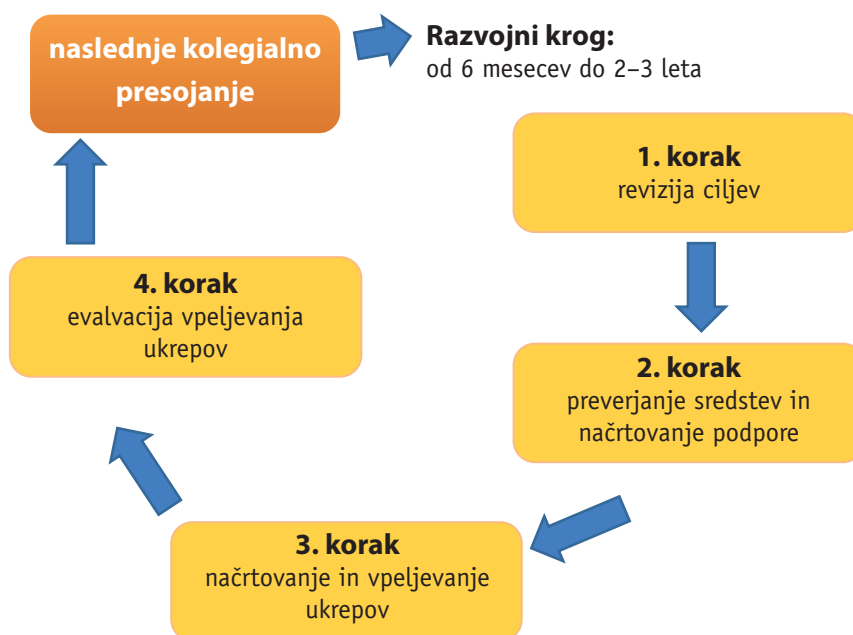 naslednje kolegialno
presojanje
Razvojni krog:
od 6 mesecev do 2–3 leta
1. korak
revizija ciljev
2. korak
preverjanje sredstev in
načrtovanje podpore
3. korak
načrtovanje in vpeljevanje
ukrepov
4. korak
evalvacija vpeljevanja
ukrepov